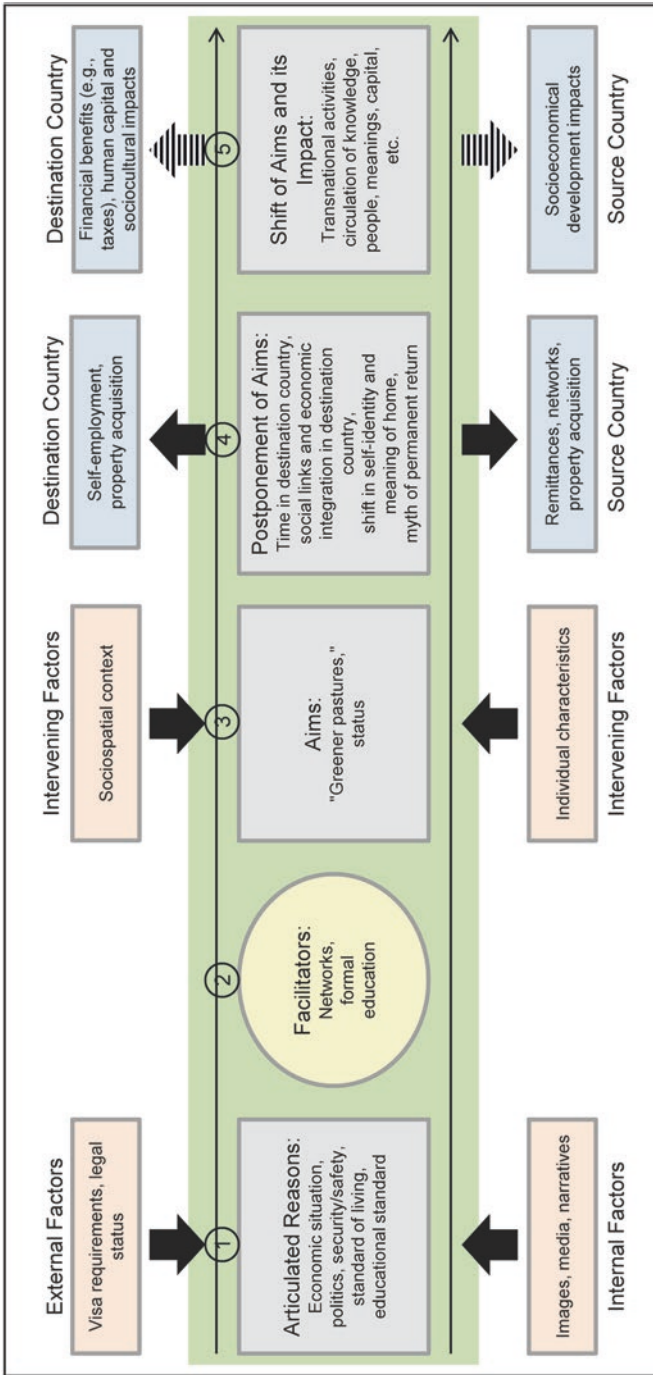 External Factors
Visa requirements, legal
status
Intervening Factors
Sociospatial context
Destination Country
Self-employment,
property acquisition
Destination Country
Financial benefits (e.g.,
taxes), human capital and
sociocultural impacts
1
Articulated Reasons:
Economic situation,
politics, security/safety,
standard of living,
educational standard
2
Facilitators:
Networks,
formal
education
3
Aims:
"Greener pastures,"
status
4
Postponement of Aims:
Time in destination country,
social links and economic
integration in destination
country,
shift in self-identity and
meaning of home,
myth of permanent return
5
Shift of Aims and its
Impact:
Transnational activities,
circulation of knowledge,
people, meanings, capital,
etc.
Images, media, narratives
Internal Factors
Individual characteristics
Intervening Factors
Remittances, networks,
property acquisition
Source Country
Socioeconomical
development impacts
Source Country